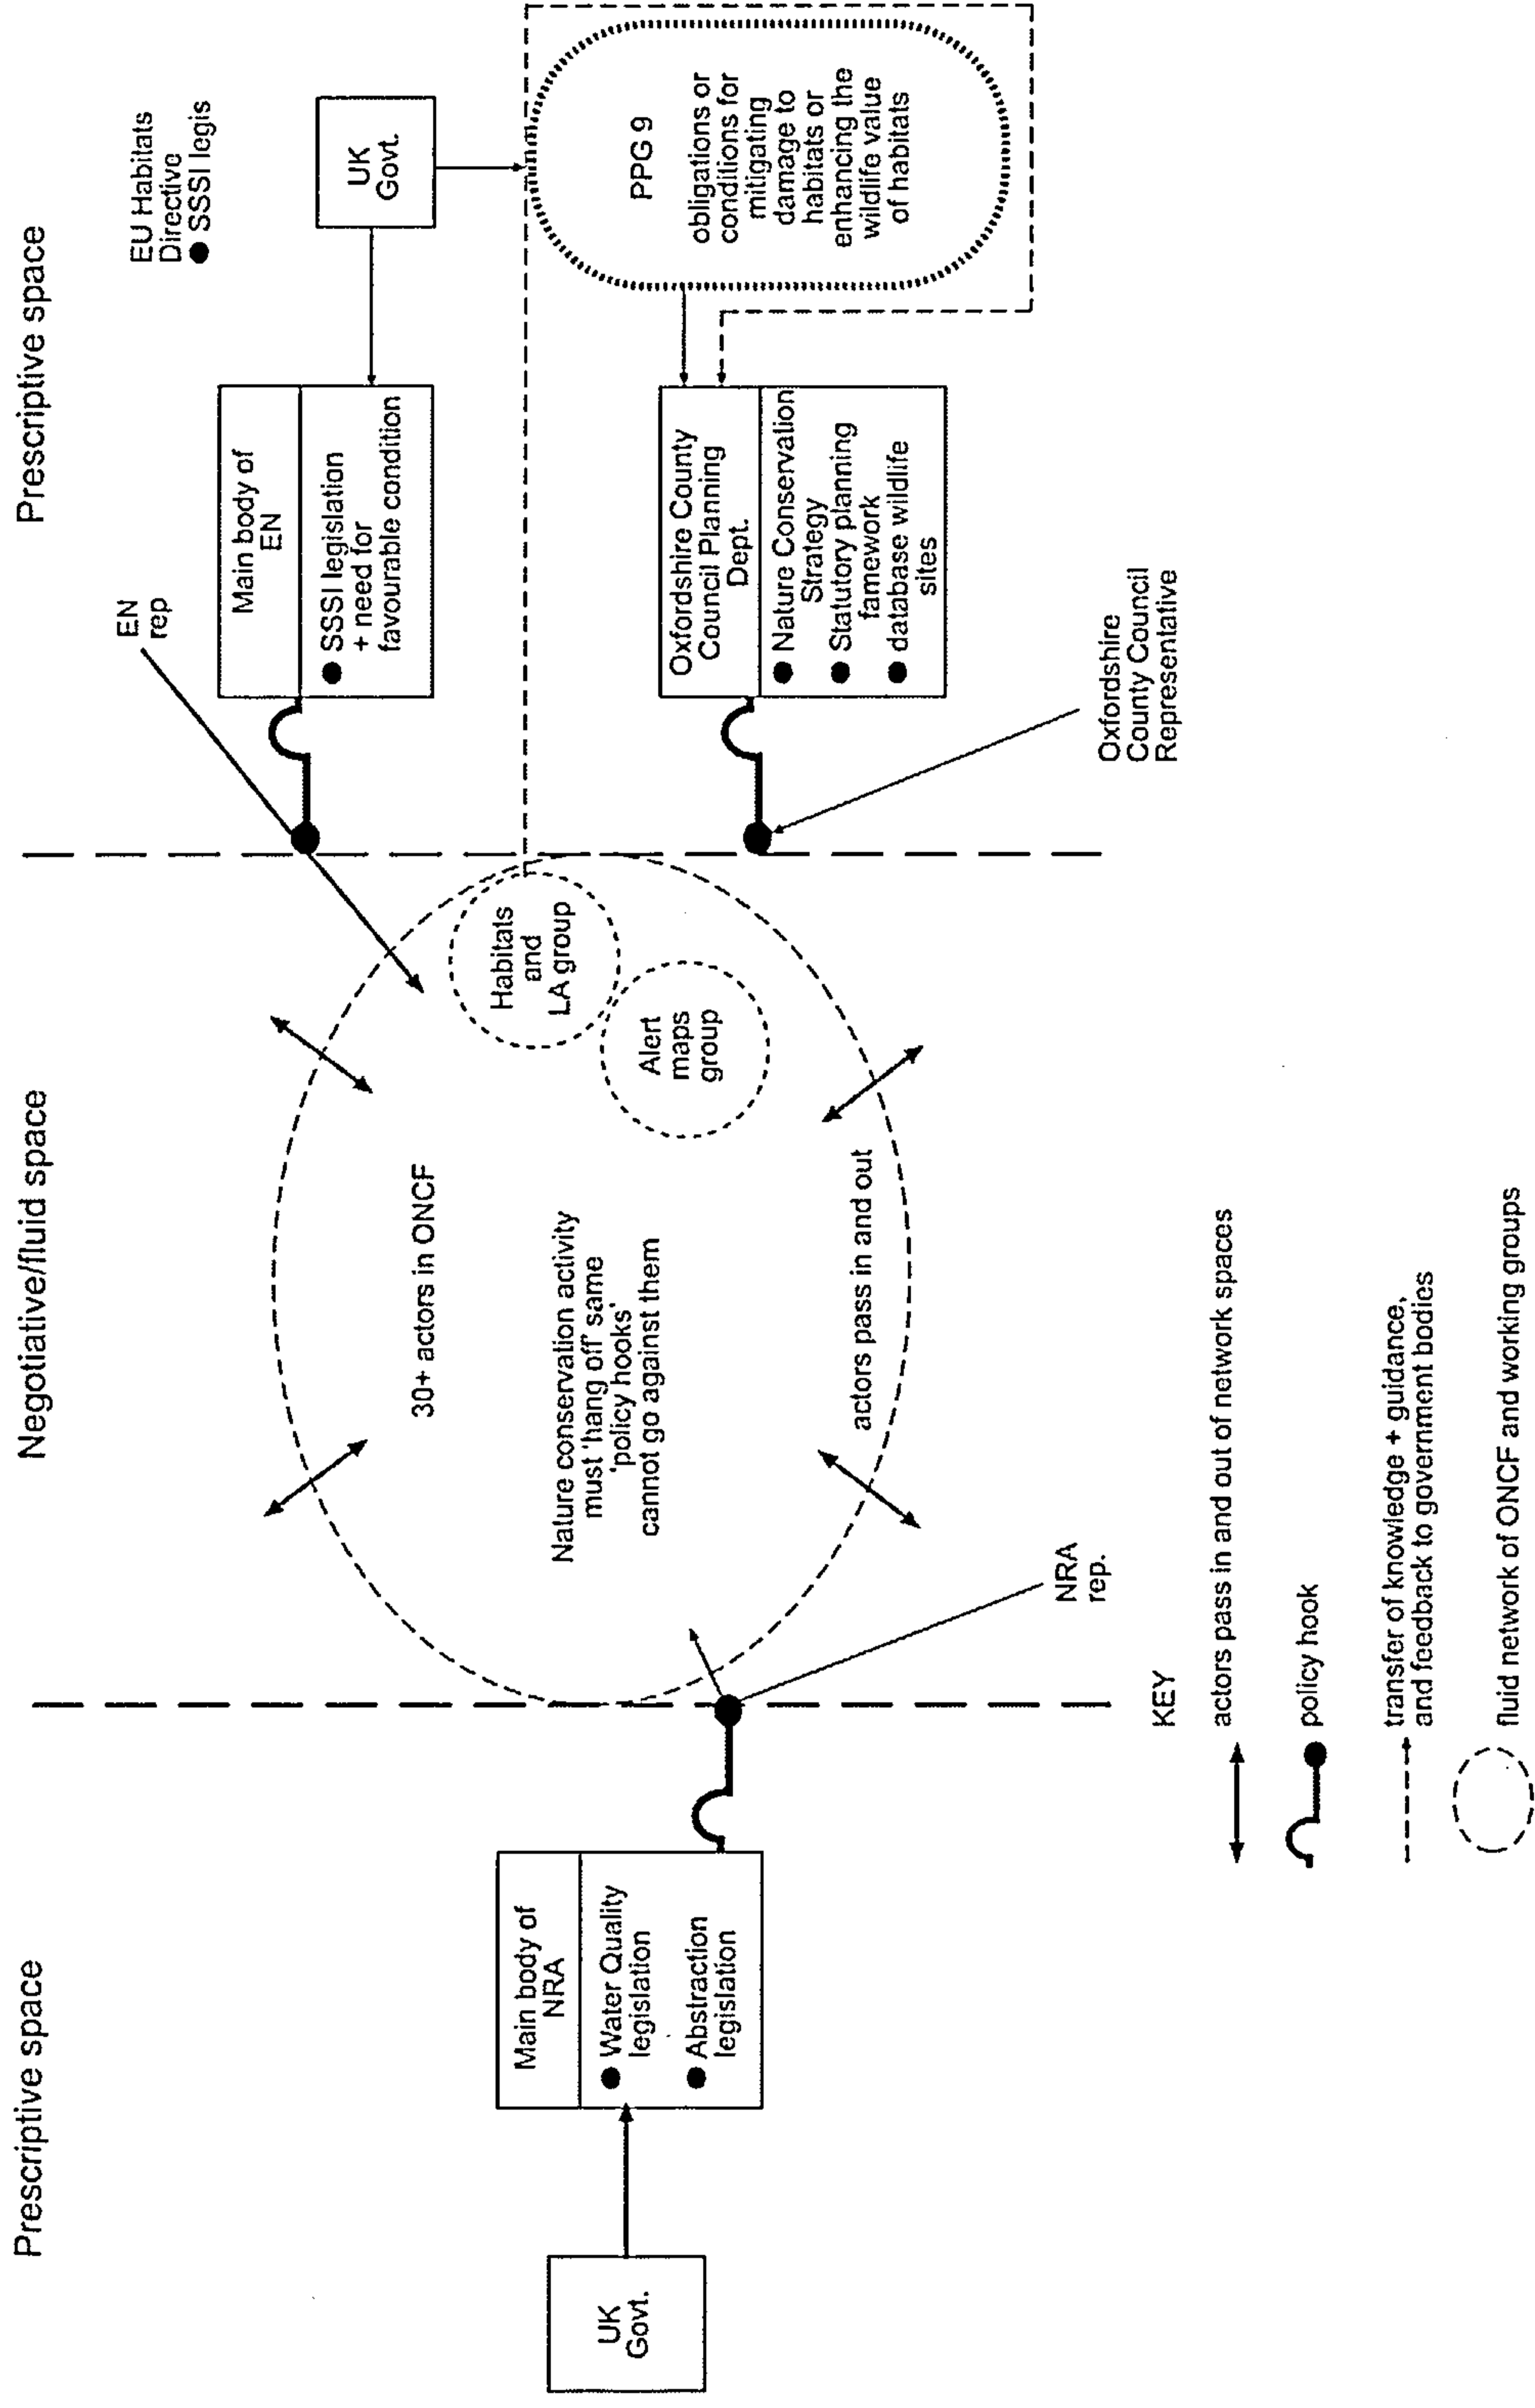 Prescriptive space
Negotiative/fluid space
Prescriptive space
UK
Govt.
Main body of
NRA
Water Quality
legislation
Abstraction
legislation
NRA
rep.
30+ actors in ONCF
Nature conservation activity
must 'hang off' same
'policy hooks'
cannot go against them
actors pass in and out
Habitats
and
LA group
Alert
maps
group
EN
rep
Main body of
EN
SSSI legislation
+ need for
favourable condition
EU Habitats
Directive
SSSI legis
UK
Govt.
Oxfordshire County
Council Planning
Dept.
Nature Conservation
Strategy
Statutory planning
famework
database wildlife
sites
Oxfordshire
County Council
Representative
PPG 9
obligations or
conditions for
mitigating
damage to
habitats or
enhancing the
wildlife value
of habitats
KEY
actors pass in and out of network spaces
policy hook
transfer of knowledge + guidance,
and feedback to government bodies
fluid network of ONCF and working groups